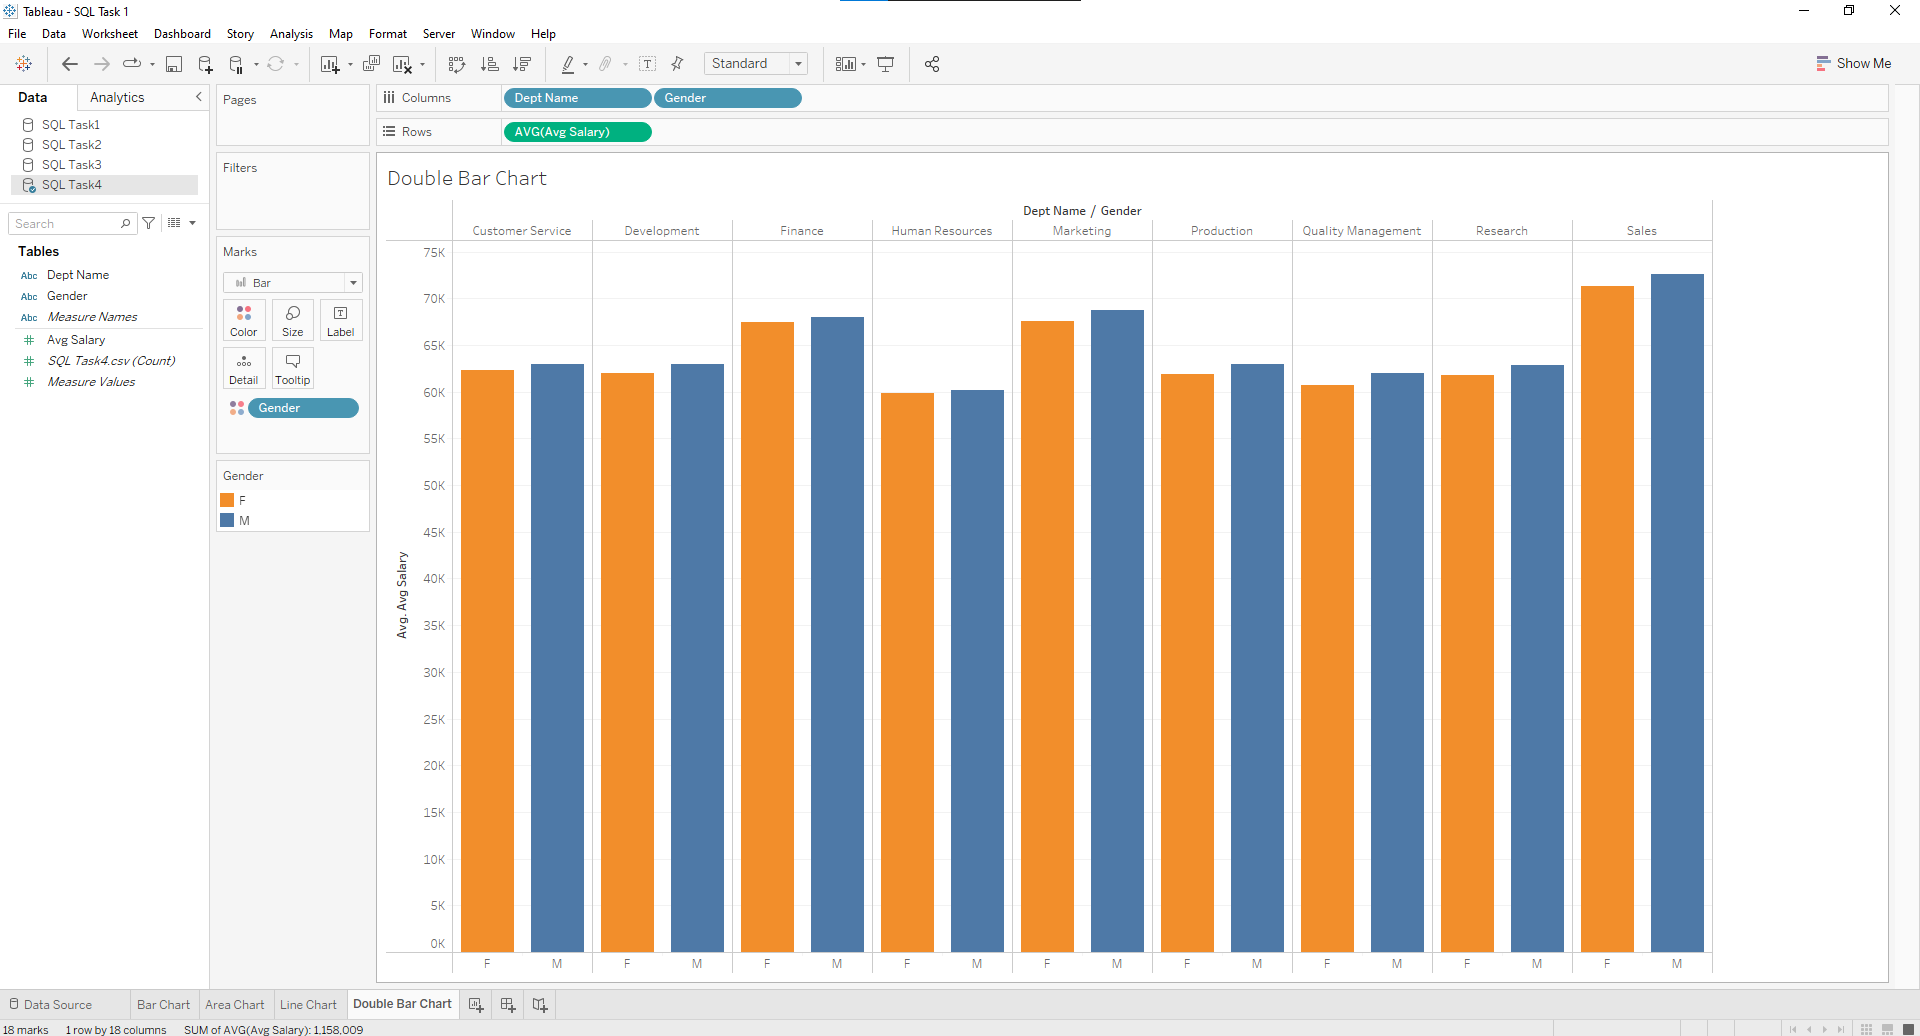 Tableau - SQL Task 1
File Data Worksheet Dashboard Story Analysis Map Format Server Window Help
Standard
Show Me
Data Analytics
SQL Task1
SQL Task2
SQL Task3
SQL Task4
Search
Tables
Abc Dept Name
Abc Gender
Abc Measure Names
Avg Salary
SQL Task4.csv (Count)
Measure Values
Pages
Filters
Marks
Bar
Color Size Label
Detail Tooltip
Gender
Gender
F
M
Columns Dept Name Gender
Rows AVG(Avg Salary)
Double Bar Chart
Dept Name / Gender
Customer Service Development Finance Human Resources Marketing Production Quality Management Research Sales
75K
70K
65K
60K
55K
50K
45K
40K
35K
30K
25K
20K
15K
10K
5K
0K
Avg. Avg Salary
F M F M F M F M F M F M F M F M F M
Data Source Bar Chart Area Chart Line Chart Double Bar Chart
18 marks 1 row by 18 columns SUM of AVG(Avg Salary): 1,158,009